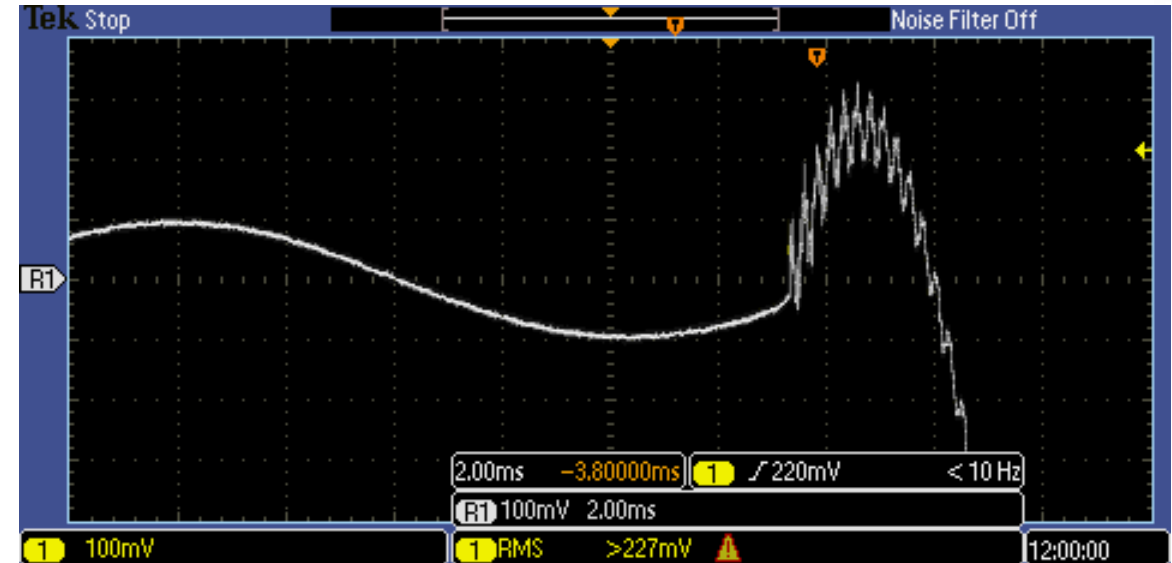 Tek Stop Noise Filter Off
T
T
R1
2.00ms -3.80000ms 1 220mV < 10 Hz
R1 100mV 2.00ms
1 100mV 1 RMS >227mV 12:00:00